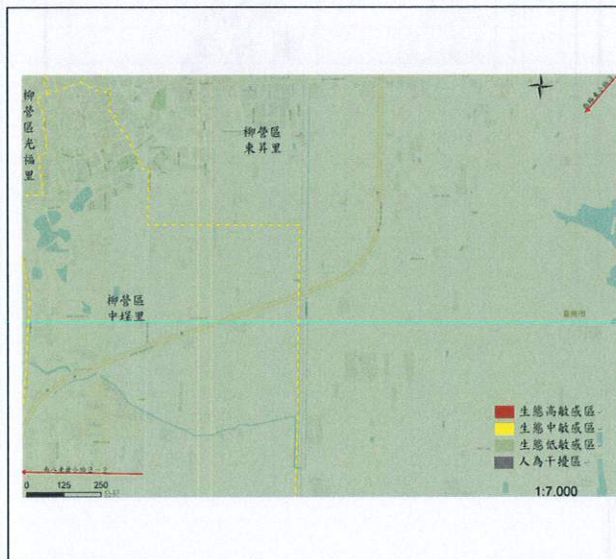 柳營區光福里
柳營區
東昇里
柳營區
中埕里
生態高敏感區
生態中敏感區
生態低敏感區
人為干擾區
0 125 250
公尺
1:7,000